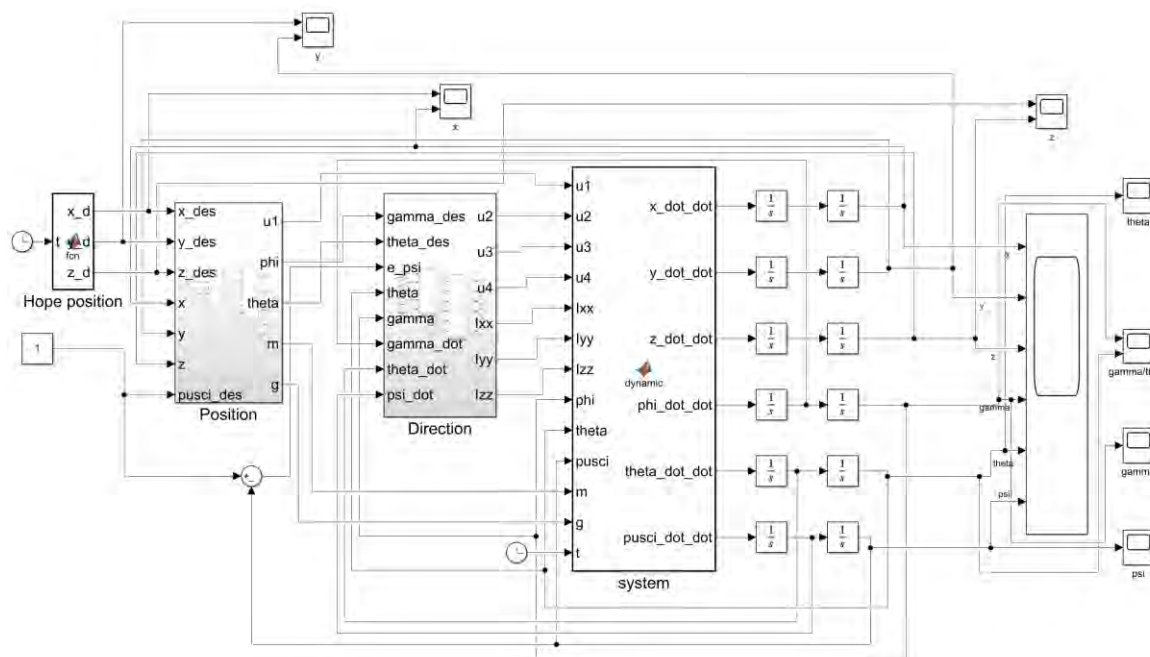 y
x
z
theta
x_d
t
_d
fcn
z_d
Hope position
1
x_des
y_des
z_des
x
y
z
pusci_des
u1
phi
theta
m
g
Position
gamma_des
theta_des
e_psi
theta
gamma
gamma_dot
theta_dot
psi_dot
u2
u3
u4
Ixx
Iyy
Izz
Direction
u1
u2
u3
u4
Ixx
Iyy
Izz
phi
theta
pusci
m
g
t
dynamic
x_dot_dot
y_dot_dot
z_dot_dot
phi_dot_dot
theta_dot_dot
pusci_dot_dot
system
1
s
1
s
1
s
1
s
1
s
1
s
1
s
1
s
1
s
1
s
1
s
1
s
y
z
gamma
theta
psi
gamma/t
gamm
psi